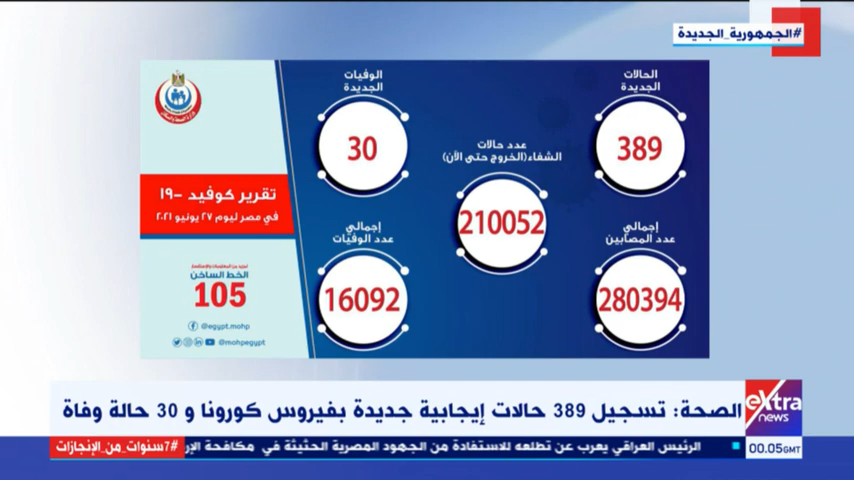 #الجمهورية_الجديدة
الحالات
الجديدة
389
الوفيات
الجديدة
30
عدد حالات
الشفاء(الخروج حتى الآن)
210052
إجمالي
عدد المصابين
280394
إجمالي
عدد الوفيات
16092
تقرير كوفيد -١٩
في مصر ليوم ٢٧ يونيو ٢٠٢١
الخط الساخن
105
@egypt.mohp
@mohpegypt
الصحة: تسجيل 389 حالات إيجابية جديدة بفيروس كورونا و 30 حالة وفاة
eXtra
news
00.05GMT
الرئيس العراقي يعرب عن تطلعه للاستفادة من الجهود المصرية الحثيثة في مكافحة الإر
#7سنوات_من_الإنجازات